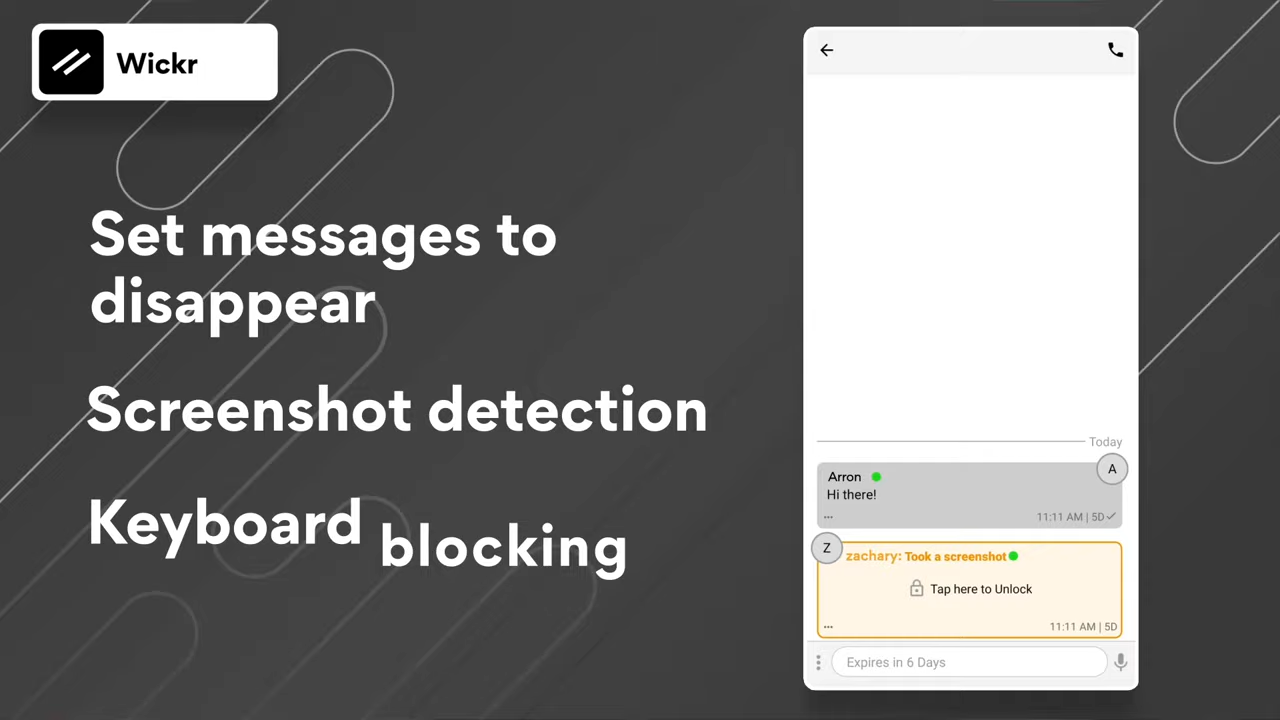 Wickr
Set messages to
disappear
Screenshot detection
Keyboard blocking
Today
A
Arron
Hi there!
... 11:11 AM | 5D
Z
zachary: Took a screenshot
Tap here to Unlock
... 11:11 AM | 5D
Expires in 6 Days